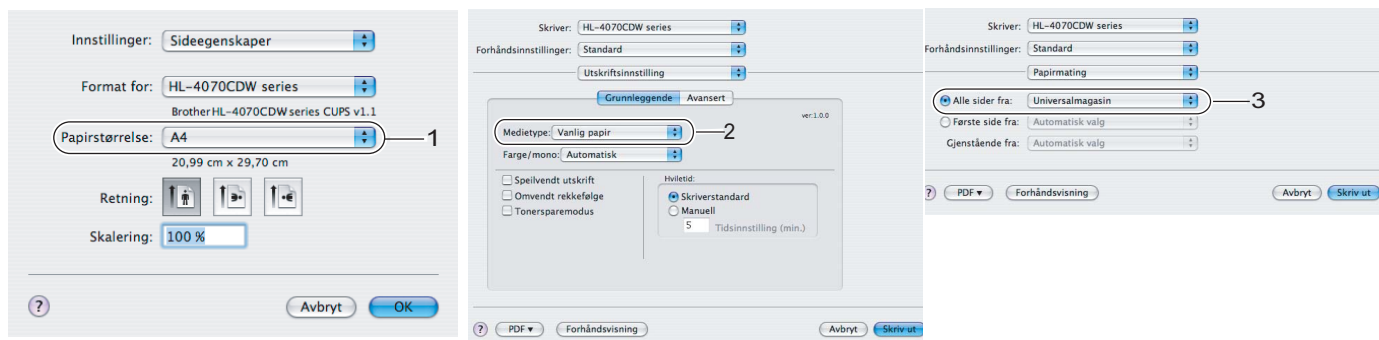 Innstillinger: Sideegenskaper
Format for: HL-4070CDW series
Brother HL-4070CDW series CUPS v1.1
Papirstørrelse: A4 1
20,99 cm x 29,70 cm
Retning:
Skalering: 100 %
? Avbryt OK
Skriver: HL-4070CDW series
Forhåndsinnstillinger: Standard
Utskriftsinnstilling
Grunnleggende Avansert
ver.1.0.0
Medietype: Vanlig papir 2
Farge/mono: Automatisk
Speilvendt utskrift
Omvendt rekkefølge
Tonersparemodus
Hviletid:
Skriverstandard
Manuell
5 Tidsinnstilling (min.)
? PDF Forhåndsvisning Avbryt Skriv ut
Skriver: HL-4070CDW series
Forhåndsinnstillinger: Standard
Papirmating
Alle sider fra: Universalmagasin 3
Første side fra: Automatisk valg
Gjenstående fra: Automatisk valg
? PDF Forhåndsvisning Avbryt Skriv ut